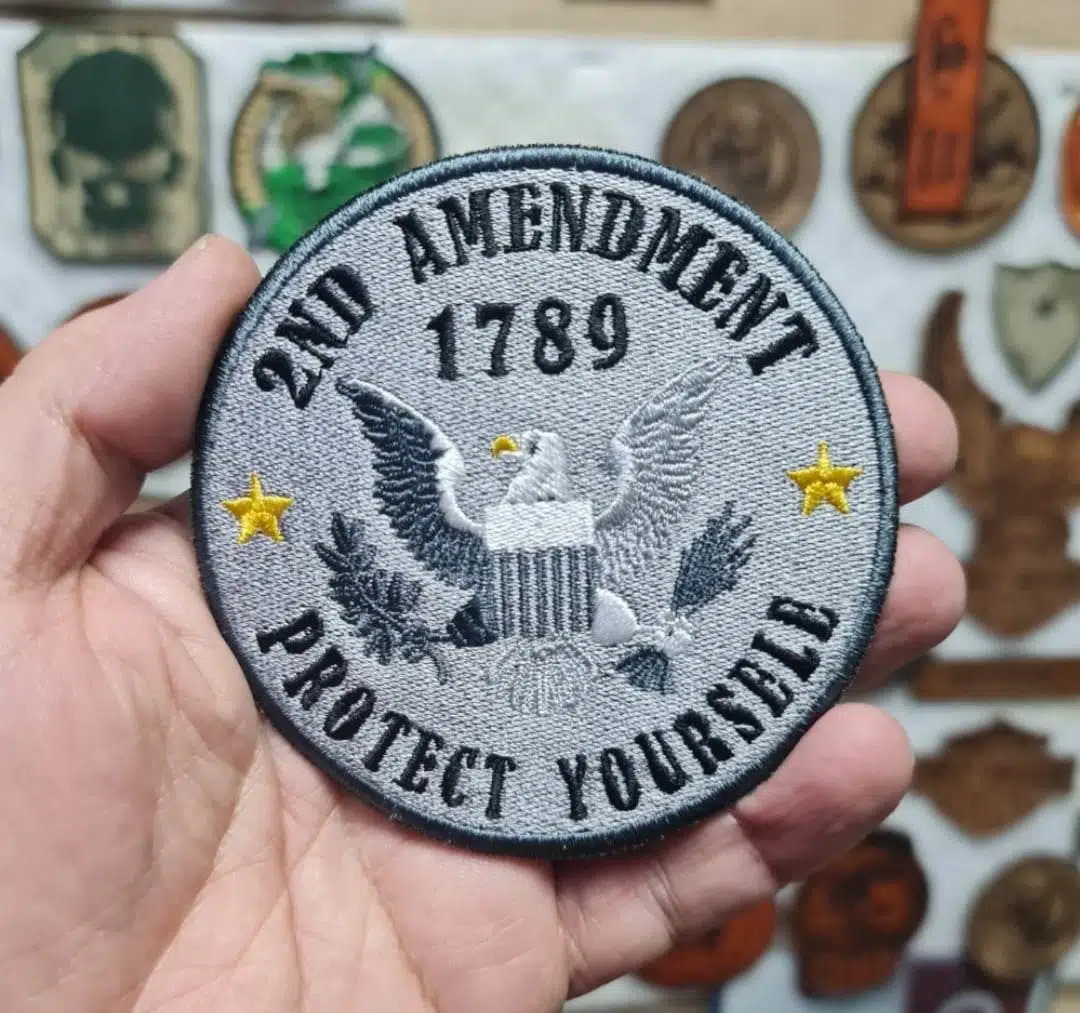 2ND AMENDMENT
1789
PROTECT YOURSELF